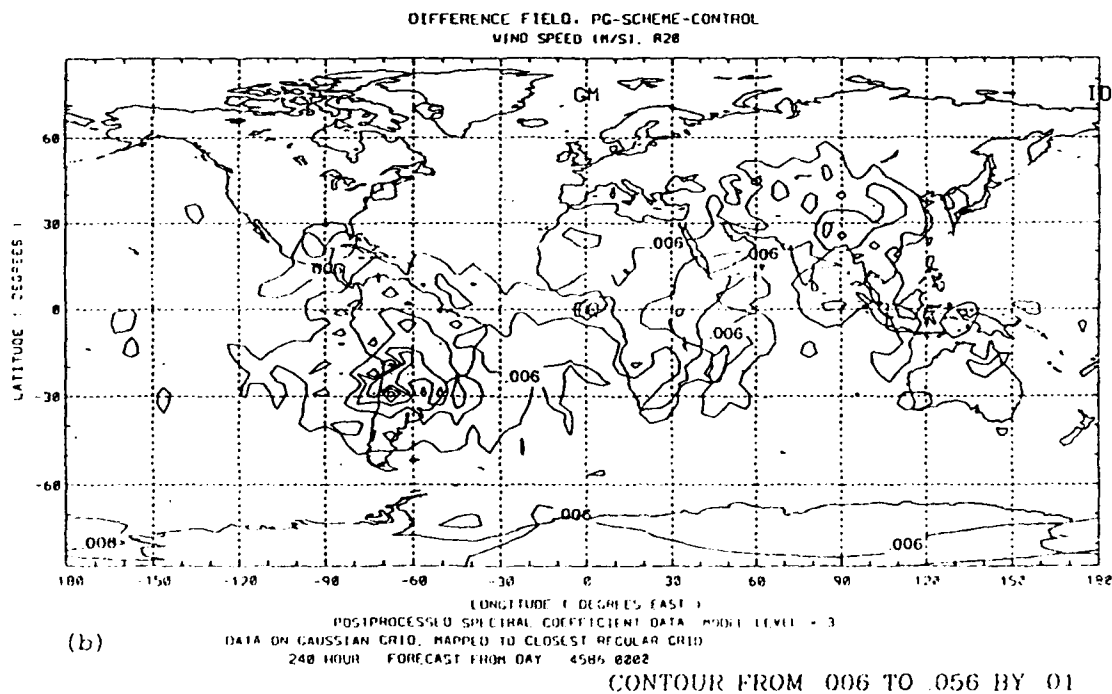 DIFFERENCE FIELD. PG-SCHEME-CONTROL
WIND SPEED (M/S). R20
GM ID
60
30
0
-30
-60
LATITUDE ( DEGREES )
.006
.006
.006
.006
.006
.006
.006
.006
-180 -150 -120 -90 -60 -30 0 30 60 90 120 150 180
LONGITUDE ( DEGREES EAST )
POSTPROCESSED SPECTRAL COEFFICIENT DATA MODEL LEVEL = 3
(b)
DATA ON GAUSSIAN GRID, MAPPED TO CLOSEST REGULAR GRID
240 HOUR FORECAST FROM DAY 4586 0000
CONTOUR FROM .006 TO .056 BY .01